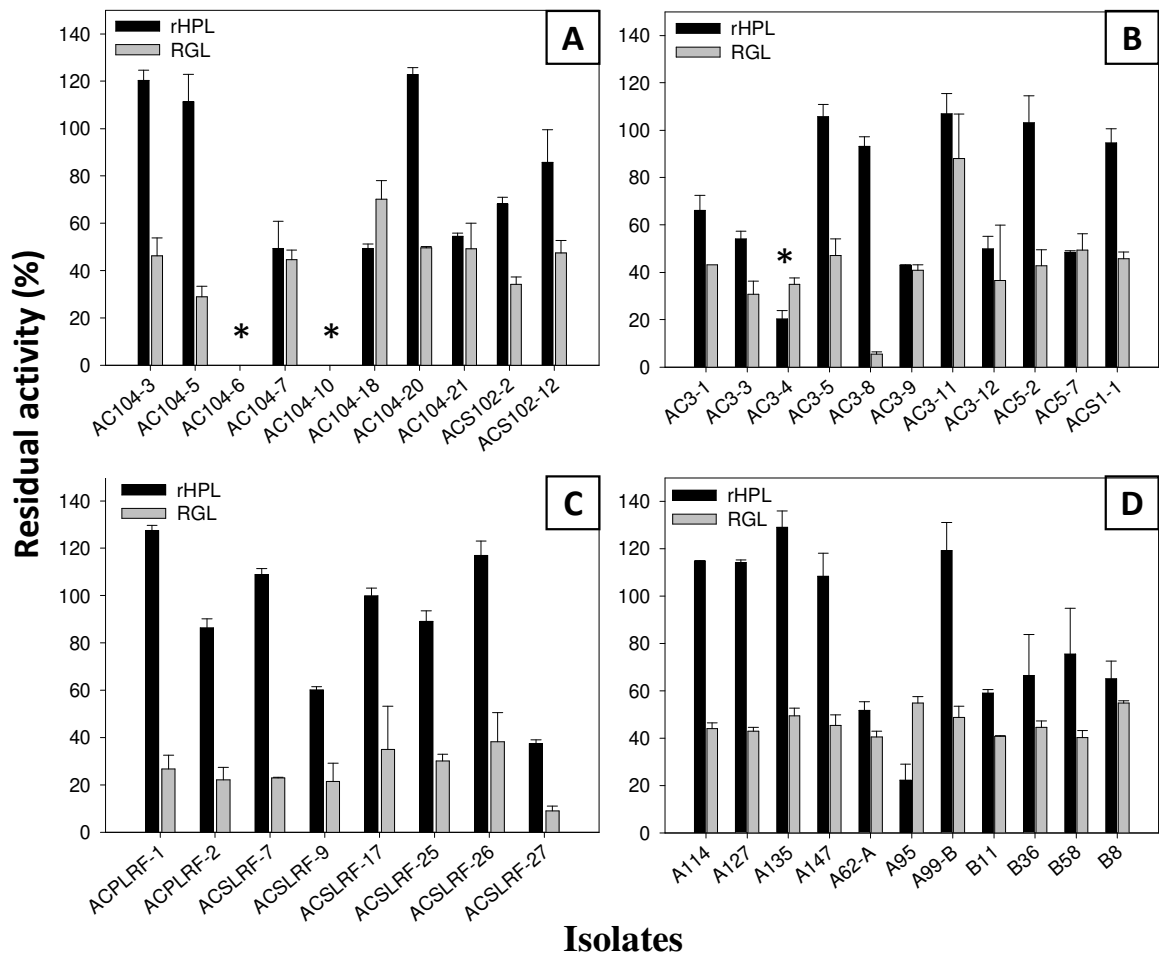 Residual activity (%)
A
rHPL
RGL
140
120
100
80
60
40
20
0
*
*
AC104-3
AC104-5
AC104-6
AC104-7
AC104-10
AC104-18
AC104-20
AC104-21
ACS102-2
ACS102-12
B
rHPL
RGL
140
120
100
80
60
40
20
0
*
AC3-1
AC3-3
AC3-4
AC3-5
AC3-8
AC3-9
AC3-11
AC3-12
AC5-2
AC5-7
ACS1-1
C
rHPL
RGL
140
120
100
80
60
40
20
0
ACPLRF-1
ACPLRF-2
ACSLRF-7
ACSLRF-9
ACSLRF-17
ACSLRF-25
ACSLRF-26
ACSLRF-27
D
rHPL
RGL
140
120
100
80
60
40
20
0
A114
A127
A135
A147
A62-A
A95
A99-B
B11
B36
B58
B8
Isolates